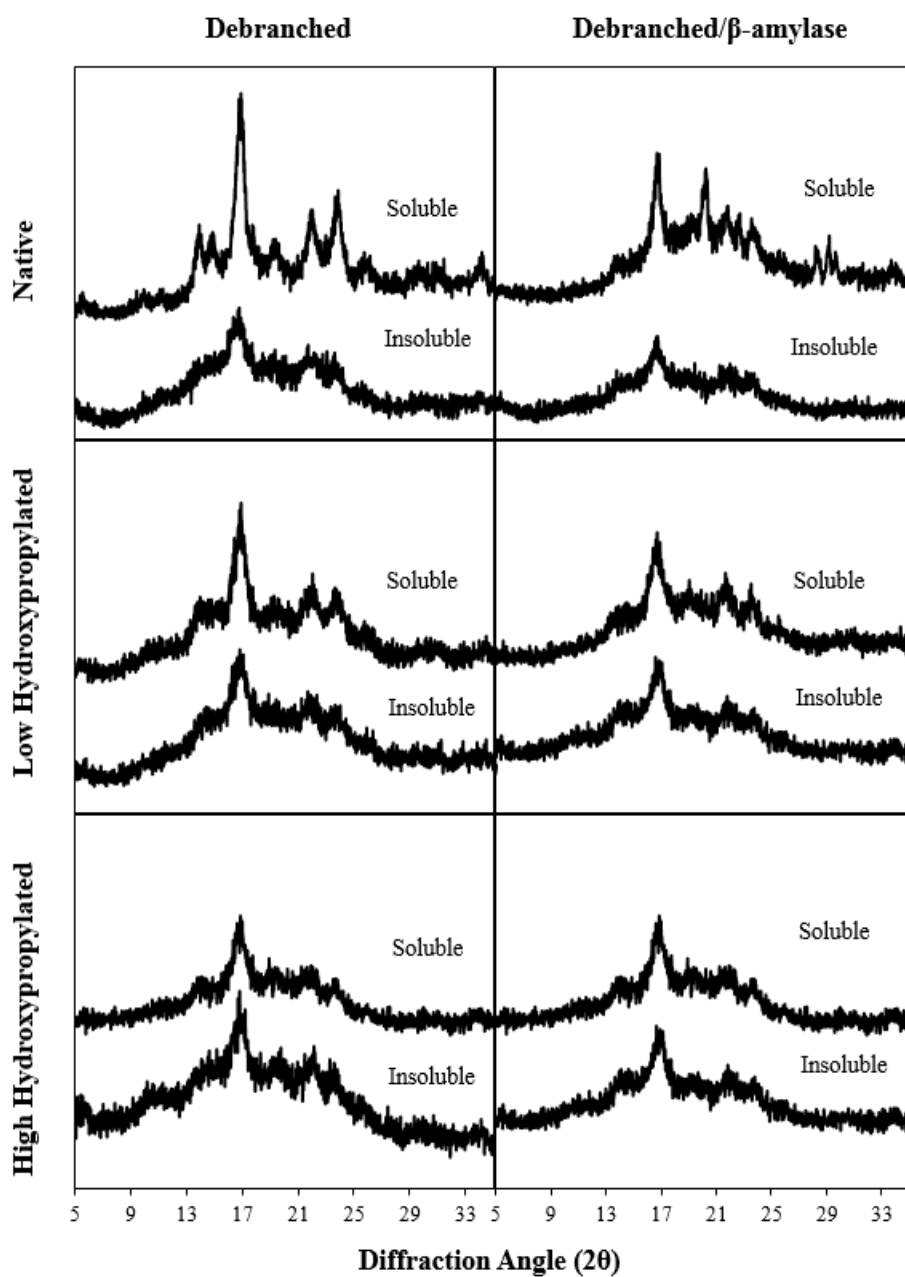 Debranched
Debranched/β-amylase
Native
Soluble
Insoluble
Soluble
Insoluble
Low Hydroxypropylated
Soluble
Insoluble
Soluble
Insoluble
High Hydroxypropylated
Soluble
Insoluble
Soluble
Insoluble
5 9 13 17 21 25 29 33 5 9 13 17 21 25 29 33
Diffraction Angle (2θ)